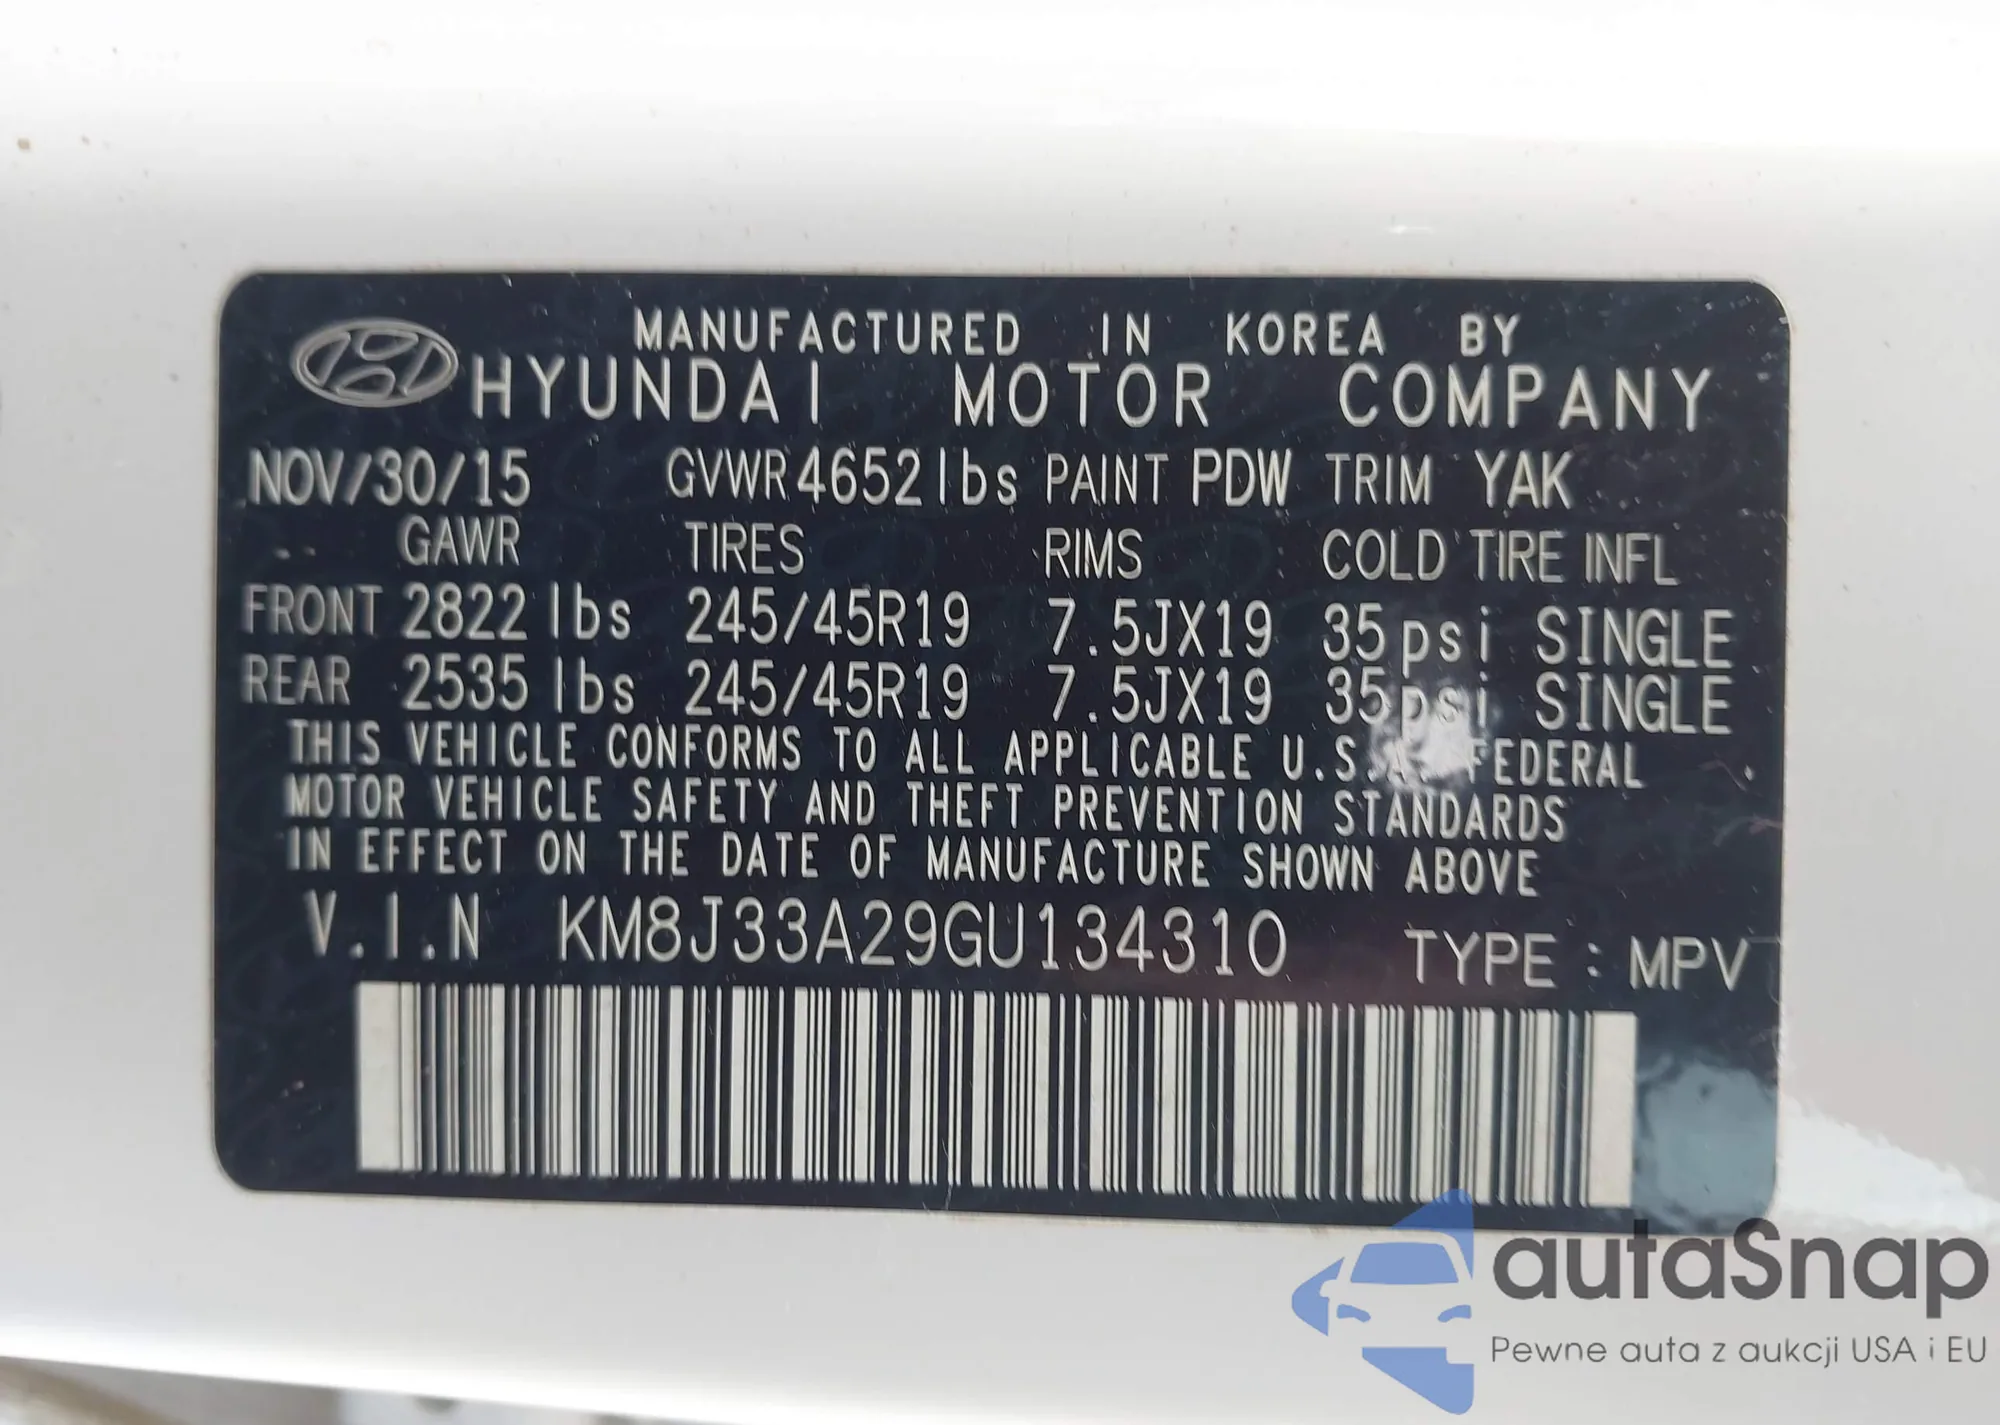 MANUFACTURED IN KOREA BY
HYUNDAI MOTOR COMPANY
NOV/30/15 GVWR 4652 lbs PAINT PDW TRIM YAK
GAWR TIRES RIMS COLD TIRE INFL
FRONT 2822 lbs 245/45R19 7.5JX19 35 psi SINGLE
REAR 2535 lbs 245/45R19 7.5JX19 35 psi SINGLE
THIS VEHICLE CONFORMS TO ALL APPLICABLE U.S.A. FEDERAL
MOTOR VEHICLE SAFETY AND THEFT PREVENTION STANDARDS
IN EFFECT ON THE DATE OF MANUFACTURE SHOWN ABOVE
V.I.N KM8J33A29GU134310 TYPE : MPV
autaSnap
Pewne auta z aukcji USA i EU